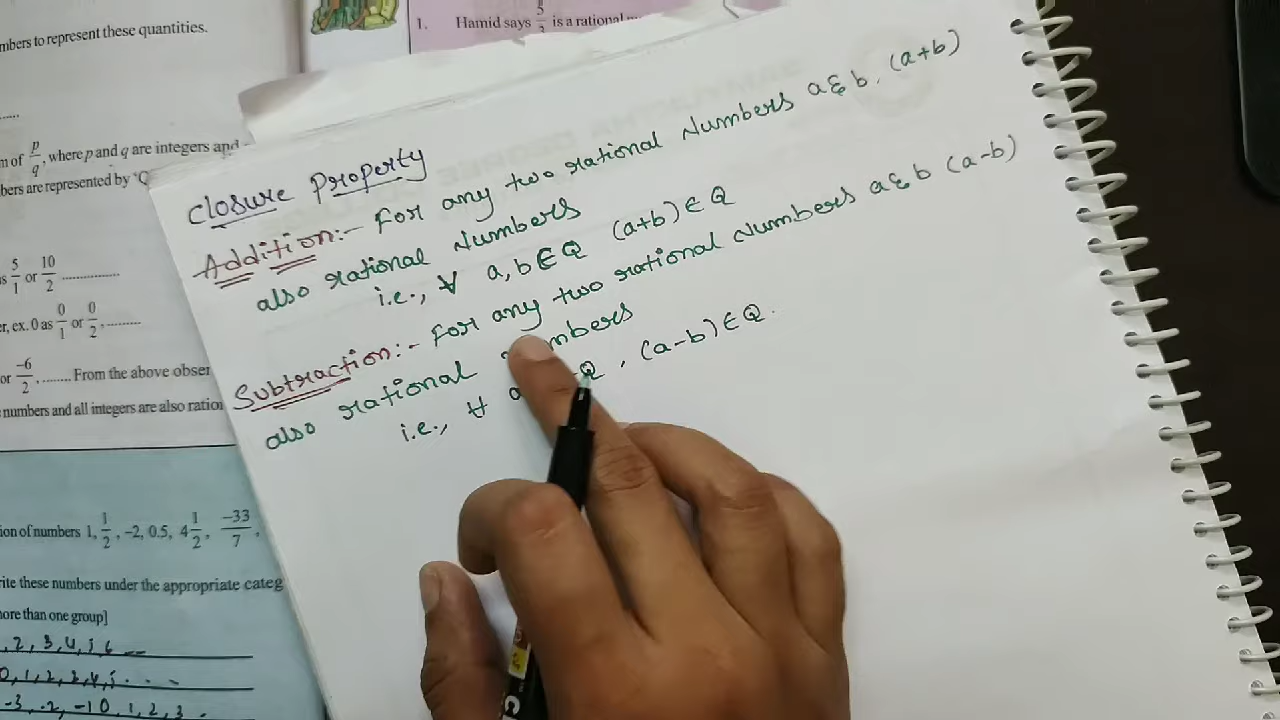 mbers to represent these quantities.
m of p/q, where p and q are integers and
bers are represented by 'Q
s 5/1 or 10/2 ..............
er, ex. 0 as 0/1 or 0/2, .........
or -6/2, ........ From the above obser
numbers and all integers are also ratio
ion of numbers 1, 1/2, -2, 0.5, 4 1/2, -33/7,
rite these numbers under the appropriate categ
more than one group]
1. Hamid says 5/3 is a rational
Closure Property
Addition:- For any two rational Numbers a & b, (a+b)
also rational Numbers
i.e., ∀ a, b ∈ Q (a+b) ∈ Q
Subtraction:- For any two rational Numbers a & b (a-b)
also rational mbers
i.e., ∀ a Q, (a-b) ∈ Q.